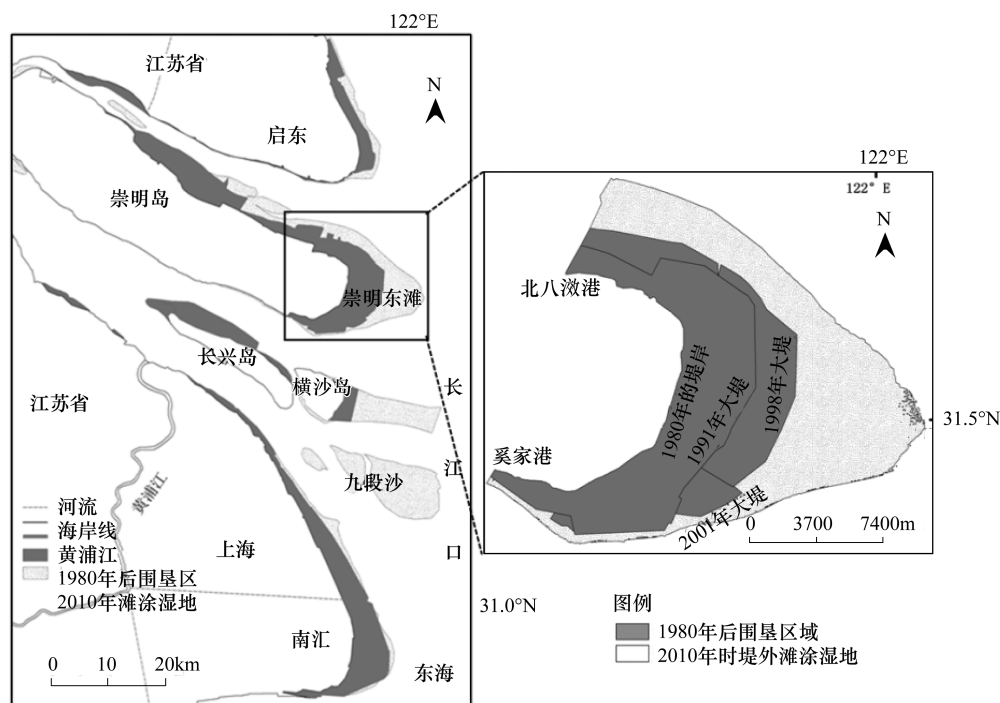 122°E
江苏省
N
启东
崇明岛
崇明东滩
长兴岛
横沙岛
长
江
口
江苏省
九段沙
黄浦江
河流
海岸线
黄浦江
1980年后围垦区
2010年滩涂湿地
上海
南汇
东海
0 10 20km
122°E
122° E
N
北八滧港
1980年的堤岸
1991年大堤
1998年大堤
2001年大堤
奚家港
31.5°N
0 3700 7400m
31.0°N
图例
1980年后围垦区域
2010年时堤外滩涂湿地